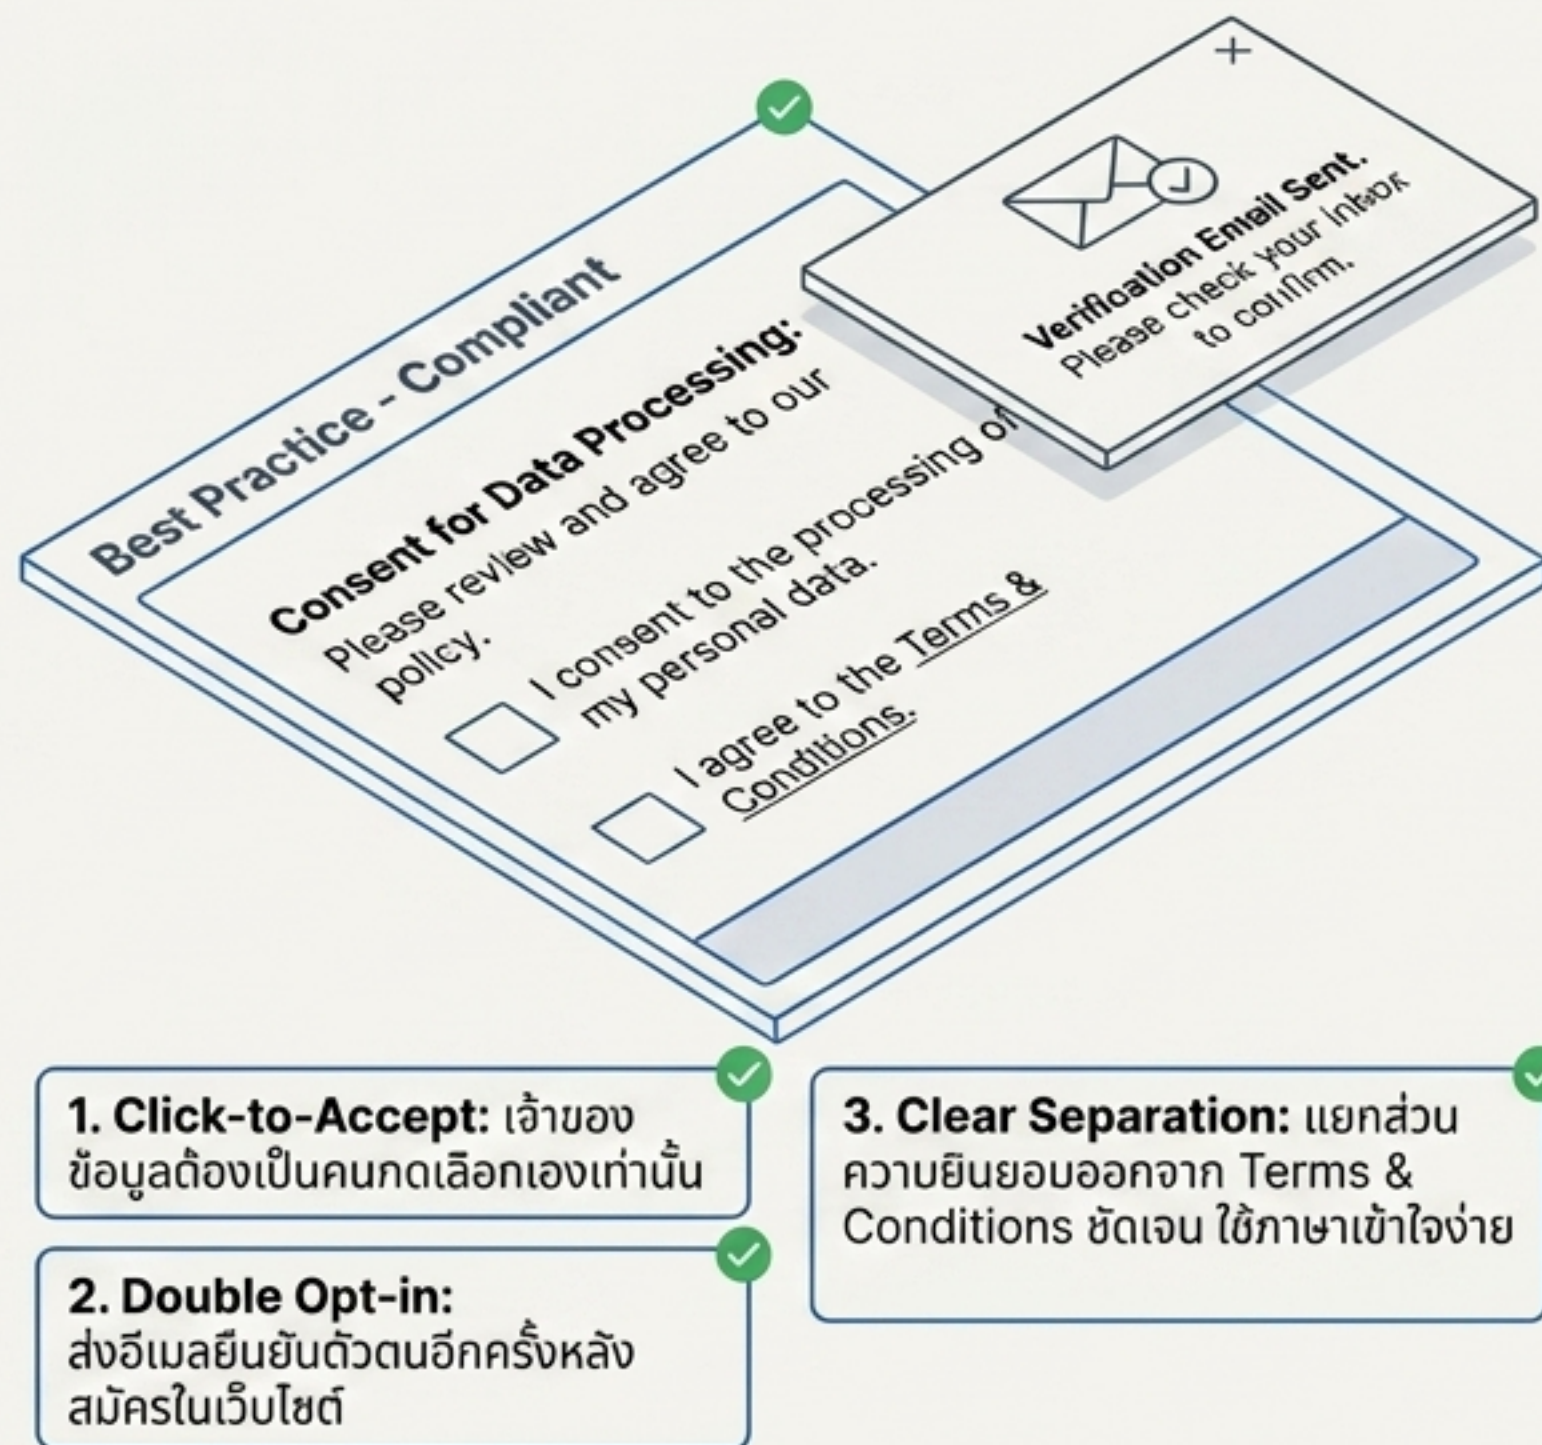 Best Practice - Compliant
Consent for Data Processing:
Please review and agree to our
policy.
I consent to the processing of
my personal data.
I agree to the Terms &
Conditions.
Verification Email Sent.
Please check your inbox
to confirm.
1. Click-to-Accept: เจ้าของ
ข้อมูลต้องเป็นคนกดเลือกเองเท่านั้น
2. Double Opt-in:
ส่งอีเมลยืนยันตัวตนอีกครั้งหลัง
สมัครในเว็บไซต์
3. Clear Separation: แยกส่วน
ความยินยอมออกจาก Terms &
Conditions ชัดเจน ใช้ภาษาเข้าใจง่าย